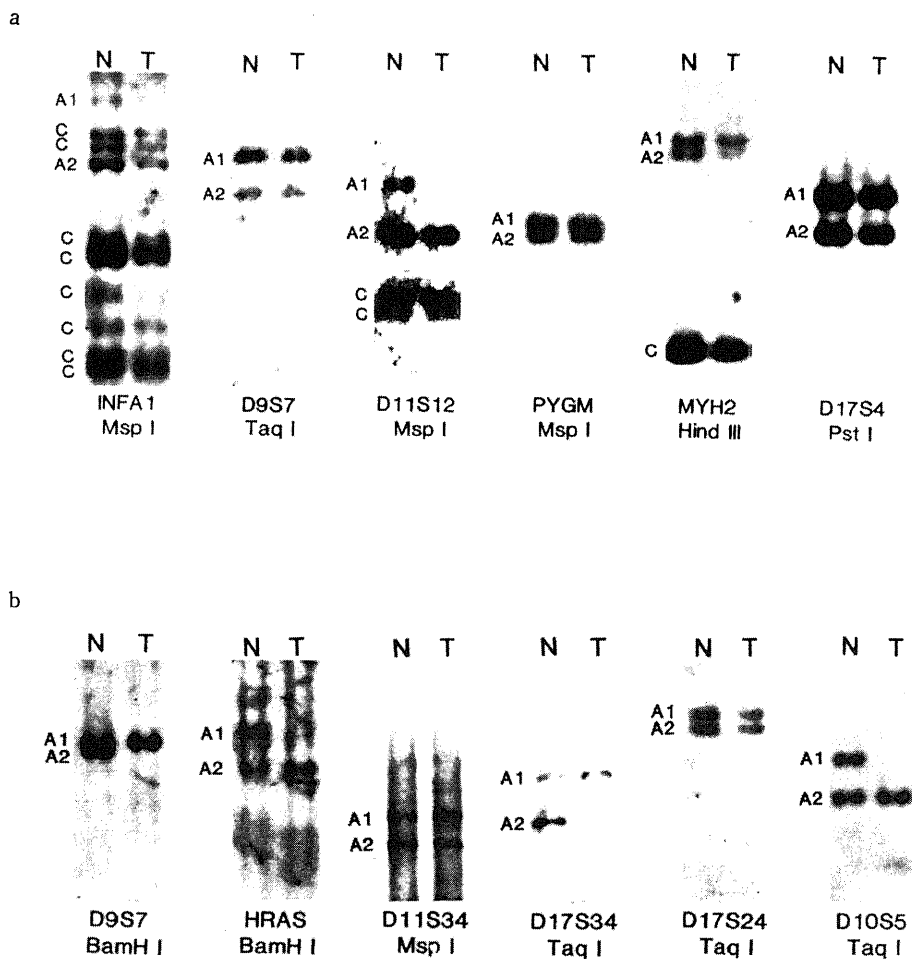 a
N T N T N T N T N T N T
A1
C
C
A2
C
C
C
C
C
C
INFA1
Msp I
A1
A2
D9S7
Taq I
A1
A2
C
C
D11S12
Msp I
A1
A2
PYGM
Msp I
A1
A2
C
MYH2
Hind III
A1
A2
D17S4
Pst I
b
N T N T N T N T N T N T
A1
A2
D9S7
BamH I
A1
A2
HRAS
BamH I
A1
A2
D11S34
Msp I
A1
A2
D17S34
Taq I
A1
A2
D17S24
Taq I
A1
A2
D10S5
Taq I